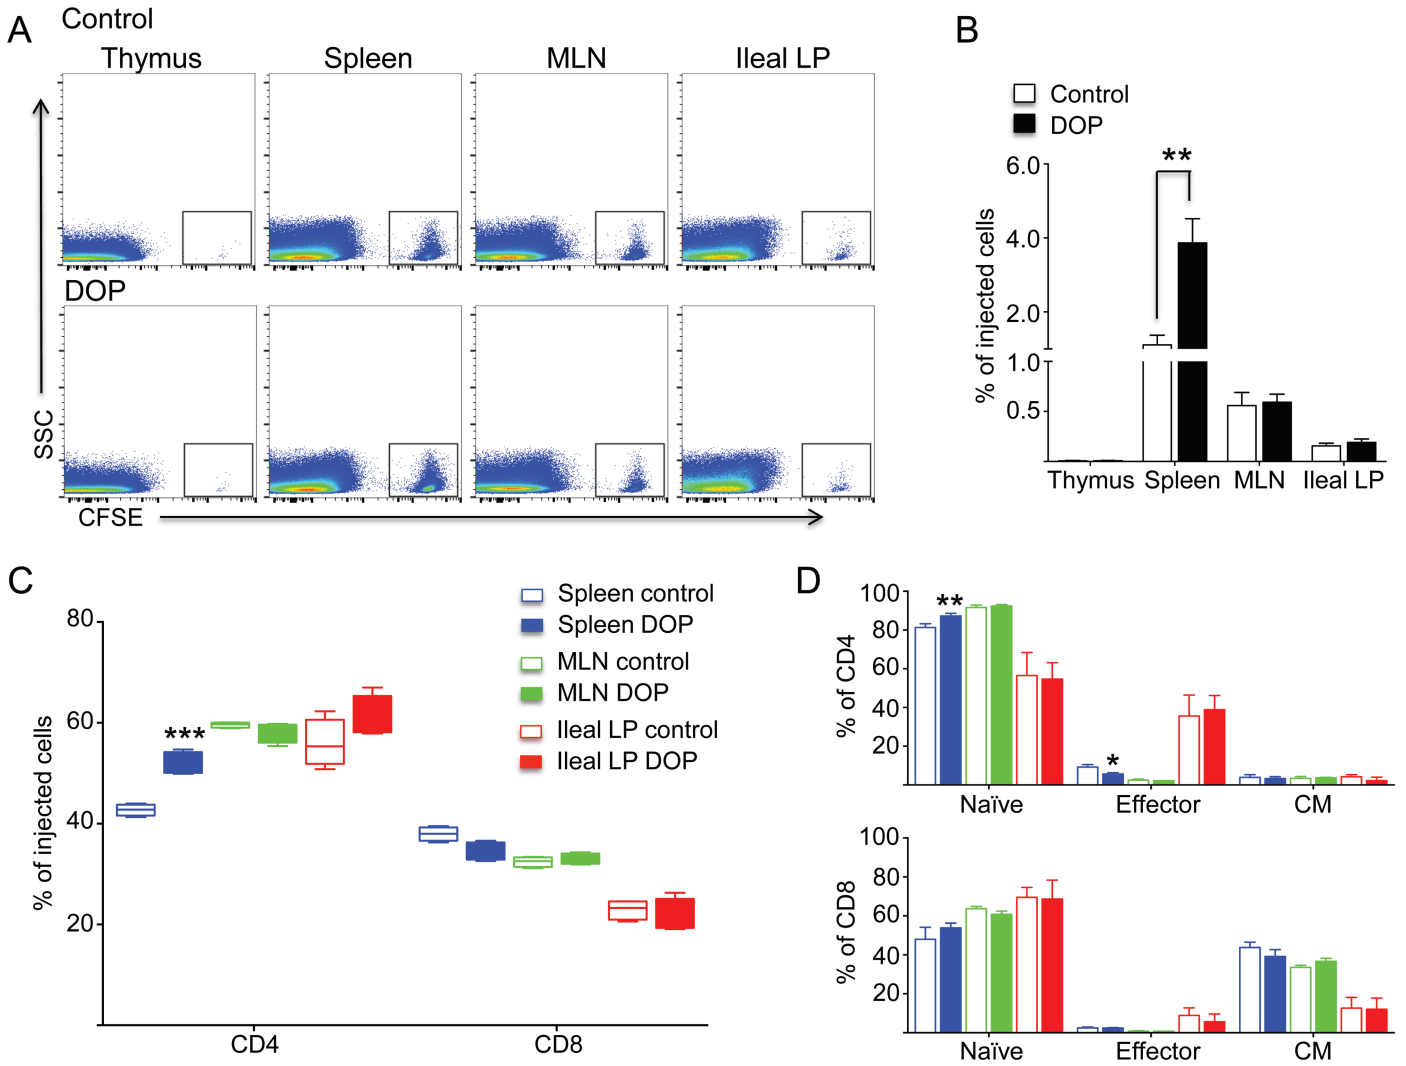 A
Control
Thymus Spleen MLN Ileal LP
DOP
SSC
CFSE
B
Control
DOP
**
6.0
4.0
2.0
1.0
0.5
% of injected cells
Thymus Spleen MLN Ileal LP
C
Spleen control
Spleen DOP
MLN control
MLN DOP
Ileal LP control
Ileal LP DOP
80
60
40
20
***
% of injected cells
CD4 CD8
D
100
80
60
40
20
** *
% of CD4
Naïve Effector CM
100
80
60
40
20
% of CD8
Naïve Effector CM